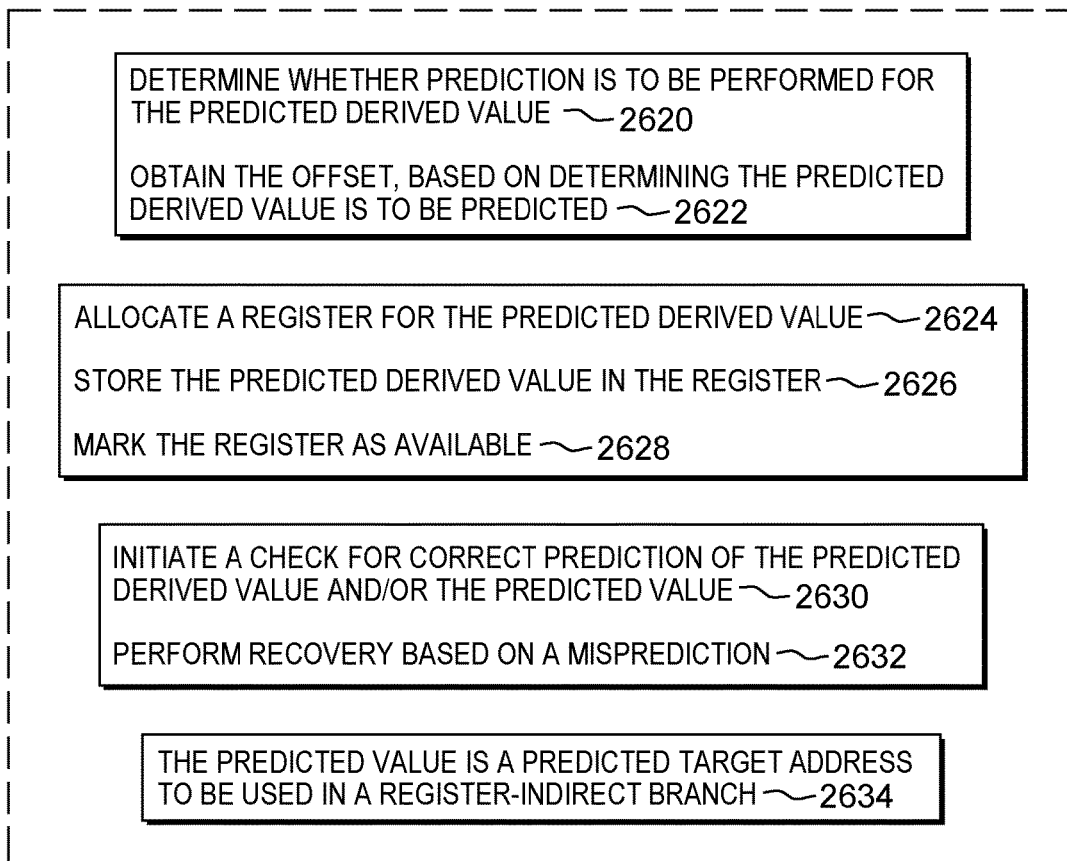 DETERMINE WHETHER PREDICTION IS TO BE PERFORMED FOR
THE PREDICTED DERIVED VALUE 2620
OBTAIN THE OFFSET, BASED ON DETERMINING THE PREDICTED
DERIVED VALUE IS TO BE PREDICTED 2622
ALLOCATE A REGISTER FOR THE PREDICTED DERIVED VALUE 2624
STORE THE PREDICTED DERIVED VALUE IN THE REGISTER 2626
MARK THE REGISTER AS AVAILABLE 2628
INITIATE A CHECK FOR CORRECT PREDICTION OF THE PREDICTED
DERIVED VALUE AND/OR THE PREDICTED VALUE 2630
PERFORM RECOVERY BASED ON A MISPREDICTION 2632
THE PREDICTED VALUE IS A PREDICTED TARGET ADDRESS
TO BE USED IN A REGISTER-INDIRECT BRANCH 2634